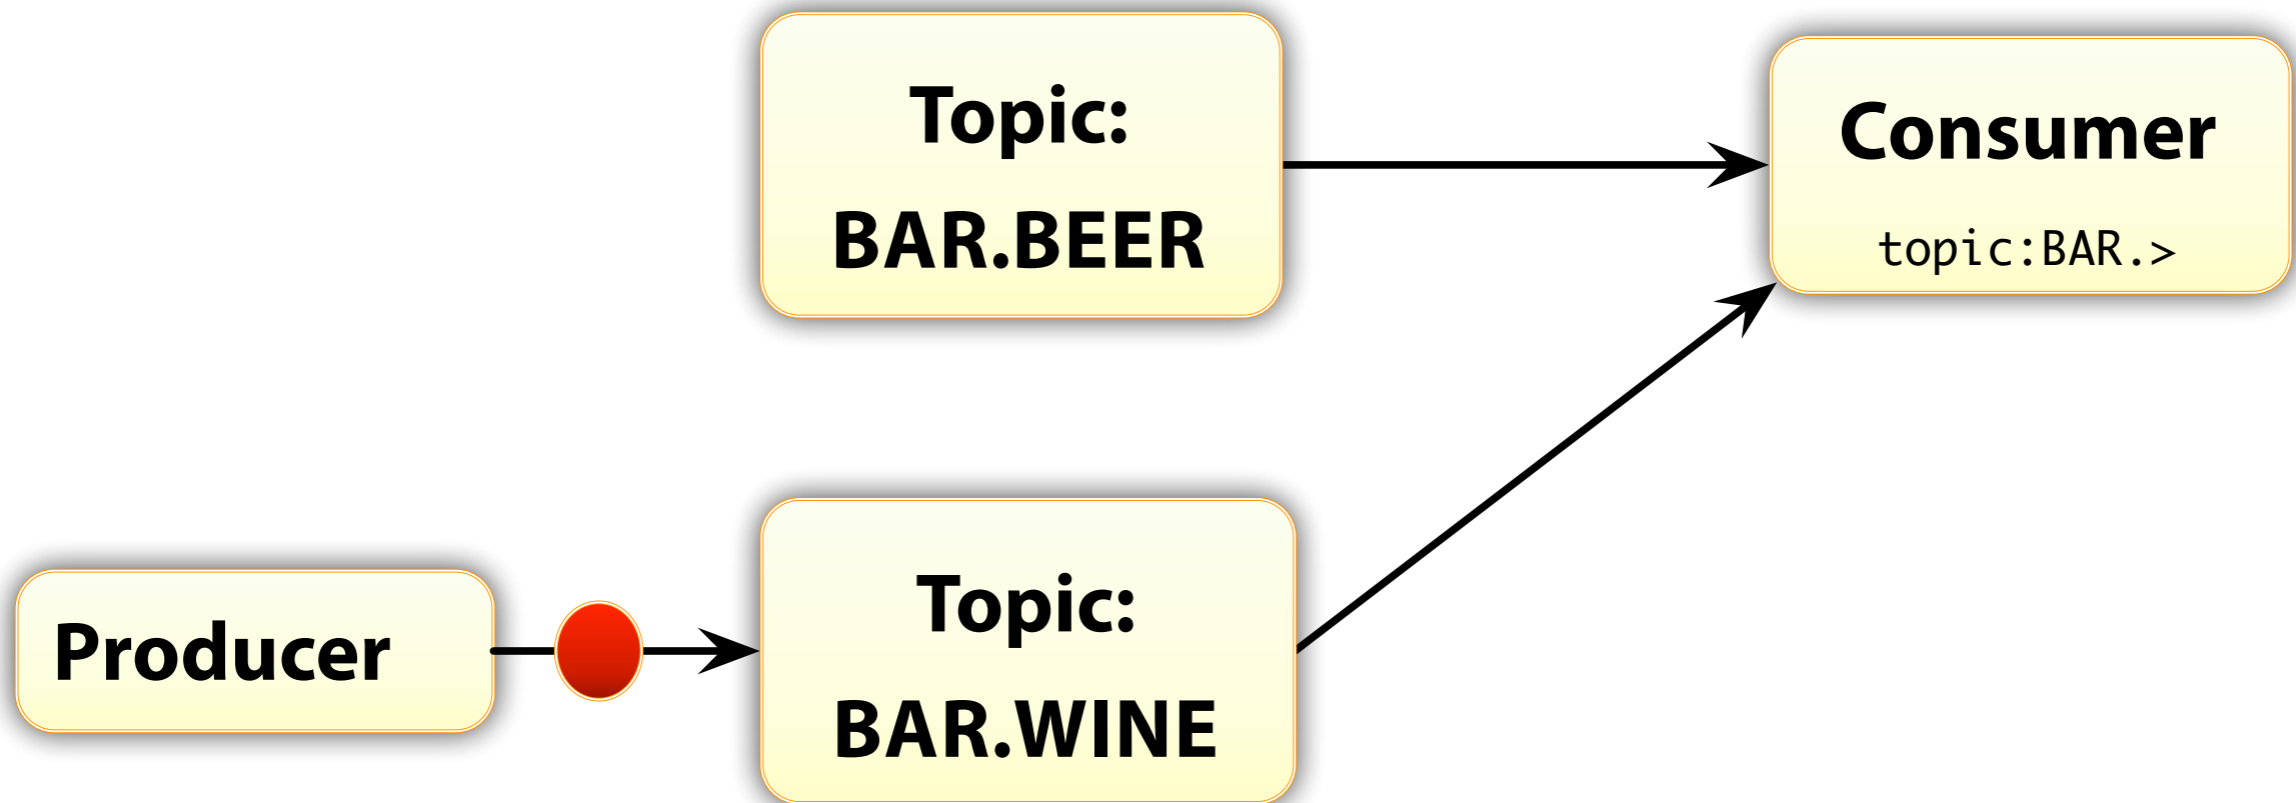 Topic:
BAR.BEER
Consumer
topic:BAR.>
Producer
Topic:
BAR.WINE